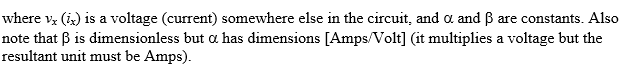 where vₓ (iₓ) is a voltage (current) somewhere else in the circuit, and α and β are constants. Also
note that β is dimensionless but α has dimensions [Amps/Volt] (it multiplies a voltage but the
resultant unit must be Amps).